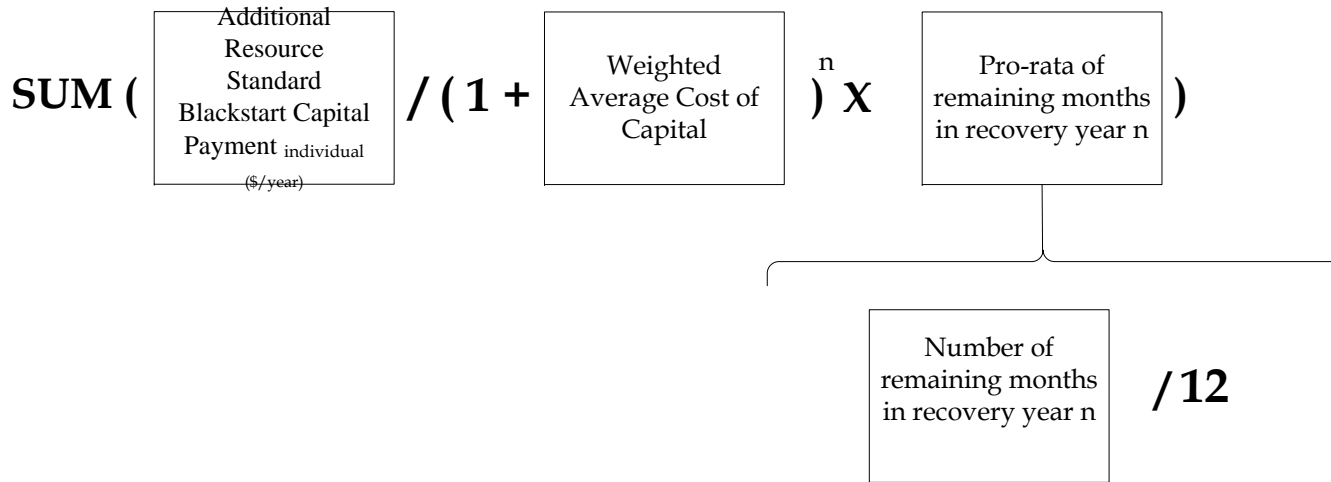 Additional
Resource
Standard
Blackstart Capital
Payment individual
($/year)
SUM (
/ ( 1 +
Weighted
Average Cost of
Capital
) n X
Pro-rata of
remaining months
in recovery year n
)
Number of
remaining months
in recovery year n
/ 12